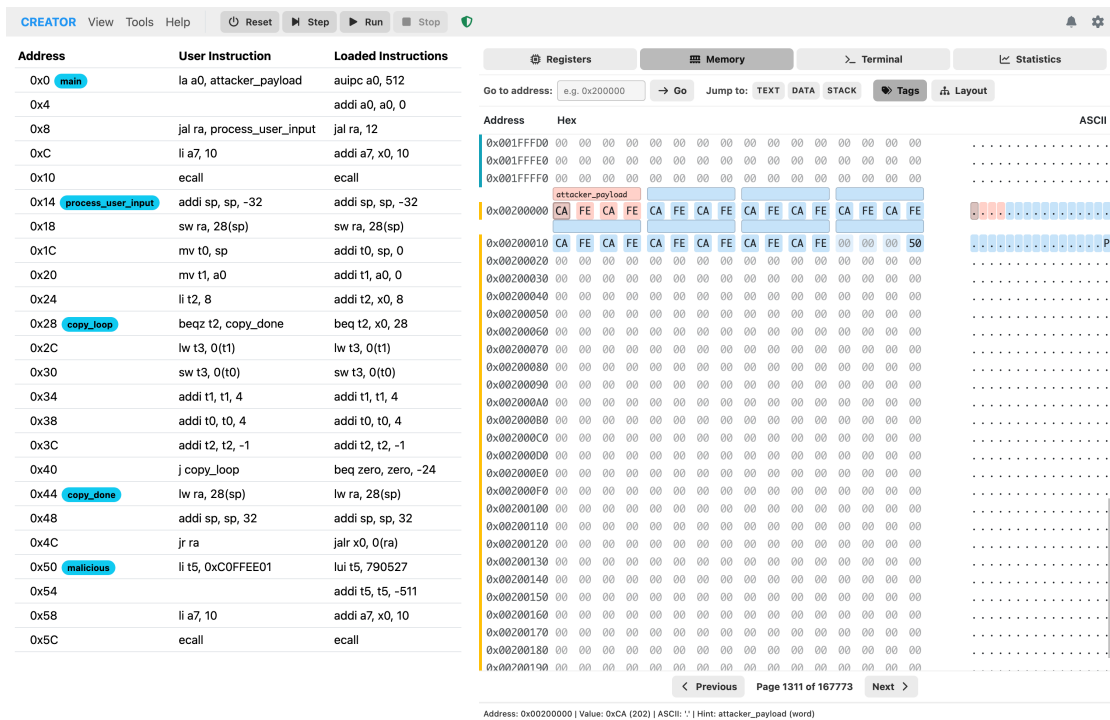 CREATOR View Tools Help Reset Step Run Stop
Address User Instruction Loaded Instructions
0x0 main la a0, attacker_payload auipc a0, 512
0x4 addi a0, a0, 0
0x8 jal ra, process_user_input jal ra, 12
0xC li a7, 10 addi a7, x0, 10
0x10 ecall ecall
0x14 process_user_input addi sp, sp, -32 addi sp, sp, -32
0x18 sw ra, 28(sp) sw ra, 28(sp)
0x1C mv t0, sp addi t0, sp, 0
0x20 mv t1, a0 addi t1, a0, 0
0x24 li t2, 8 addi t2, x0, 8
0x28 copy_loop beqz t2, copy_done beq t2, x0, 28
0x2C lw t3, 0(t1) lw t3, 0(t1)
0x30 sw t3, 0(t0) sw t3, 0(t0)
0x34 addi t1, t1, 4 addi t1, t1, 4
0x38 addi t0, t0, 4 addi t0, t0, 4
0x3C addi t2, t2, -1 addi t2, t2, -1
0x40 j copy_loop beq zero, zero, -24
0x44 copy_done lw ra, 28(sp) lw ra, 28(sp)
0x48 addi sp, sp, 32 addi sp, sp, 32
0x4C jr ra jalr x0, 0(ra)
0x50 malicious li t5, 0xC0FFEE01 lui t5, 790527
0x54 addi t5, t5, -511
0x58 li a7, 10 addi a7, x0, 10
0x5C ecall ecall
Registers Memory Terminal Statistics
Go to address: e.g. 0x200000 Go Jump to: TEXT DATA STACK Tags Layout
Address Hex ASCII
0x001FFFD0 00 00 00 00 00 00 00 00 00 00 00 00 00 00 00 00 ................
0x001FFFE0 00 00 00 00 00 00 00 00 00 00 00 00 00 00 00 00 ................
0x001FFFF0 00 00 00 00 00 00 00 00 00 00 00 00 00 00 00 00 ................
attacker_payload
0x00200000 CA FE CA FE CA FE CA FE CA FE CA FE CA FE CA FE ................
0x00200010 CA FE CA FE CA FE CA FE CA FE CA FE 00 00 00 50 ...............P
0x00200020 00 00 00 00 00 00 00 00 00 00 00 00 00 00 00 00 ................
0x00200030 00 00 00 00 00 00 00 00 00 00 00 00 00 00 00 00 ................
0x00200040 00 00 00 00 00 00 00 00 00 00 00 00 00 00 00 00 ................
0x00200050 00 00 00 00 00 00 00 00 00 00 00 00 00 00 00 00 ................
0x00200060 00 00 00 00 00 00 00 00 00 00 00 00 00 00 00 00 ................
0x00200070 00 00 00 00 00 00 00 00 00 00 00 00 00 00 00 00 ................
0x00200080 00 00 00 00 00 00 00 00 00 00 00 00 00 00 00 00 ................
0x00200090 00 00 00 00 00 00 00 00 00 00 00 00 00 00 00 00 ................
0x002000A0 00 00 00 00 00 00 00 00 00 00 00 00 00 00 00 00 ................
0x002000B0 00 00 00 00 00 00 00 00 00 00 00 00 00 00 00 00 ................
0x002000C0 00 00 00 00 00 00 00 00 00 00 00 00 00 00 00 00 ................
0x002000D0 00 00 00 00 00 00 00 00 00 00 00 00 00 00 00 00 ................
0x002000E0 00 00 00 00 00 00 00 00 00 00 00 00 00 00 00 00 ................
0x002000F0 00 00 00 00 00 00 00 00 00 00 00 00 00 00 00 00 ................
0x00200100 00 00 00 00 00 00 00 00 00 00 00 00 00 00 00 00 ................
0x00200110 00 00 00 00 00 00 00 00 00 00 00 00 00 00 00 00 ................
0x00200120 00 00 00 00 00 00 00 00 00 00 00 00 00 00 00 00 ................
0x00200130 00 00 00 00 00 00 00 00 00 00 00 00 00 00 00 00 ................
0x00200140 00 00 00 00 00 00 00 00 00 00 00 00 00 00 00 00 ................
0x00200150 00 00 00 00 00 00 00 00 00 00 00 00 00 00 00 00 ................
0x00200160 00 00 00 00 00 00 00 00 00 00 00 00 00 00 00 00 ................
0x00200170 00 00 00 00 00 00 00 00 00 00 00 00 00 00 00 00 ................
0x00200180 00 00 00 00 00 00 00 00 00 00 00 00 00 00 00 00 ................
0x00200190 00 00 00 00 00 00 00 00 00 00 00 00 00 00 00 00 ................
Previous Page 1311 of 167773 Next
Address: 0x00200000 | Value: 0xCA (202) | ASCII: '.' | Hint: attacker_payload (word)